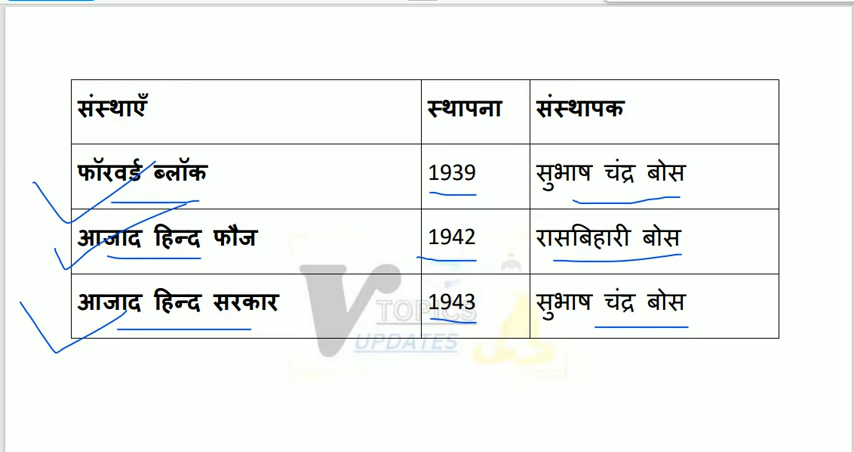 संस्थाएँ स्थापना संस्थापक
फॉरवर्ड ब्लॉक 1939 सुभाष चंद्र बोस
आजाद हिन्द फौज 1942 रासबिहारी बोस
आजाद हिन्द सरकार 1943 सुभाष चंद्र बोस
V TOPICS
UPDATES